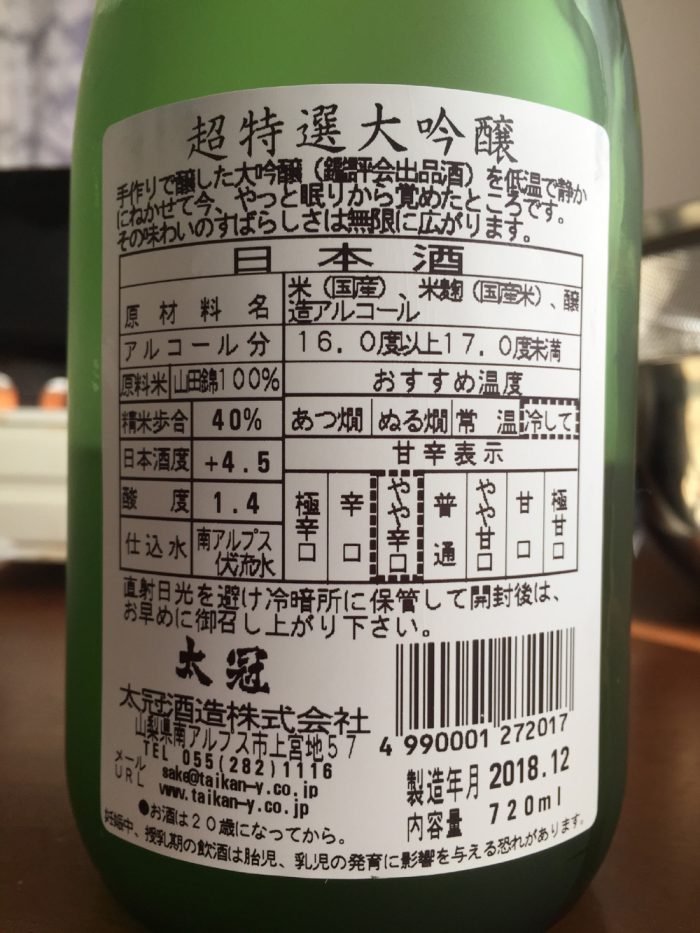 超特選大吟醸
手作りで醸した大吟醸（鑑評会出品酒）を低温で静か
にねかせて今、やっと眠りから覚めたところです。
その味わいのすばらしさは無限に広がります。
日本酒
原材料名 米（国産）、米麹（国産米）、醸
造アルコール
アルコール分 16.0度以上17.0度未満
原料米 山田錦100% おすすめ温度
精米歩合 40% あつ燗 ぬる燗 常温 冷して
日本酒度 +4.5 甘辛表示
酸度 1.4 極辛口 辛口 やや辛口 普通 やや甘口 甘口 極甘口
仕込水 南アルプス
伏流水
直射日光を避け冷暗所に保管して開封後は、
お早めに御召し上がり下さい。
太冠
太冠酒造株式会社
山梨県南アルプス市上宮地57
TEL 055(282)1116
メール sake@taikan-y.co.jp
URL www.taikan-y.co.jp
4 990001 272017
製造年月 2018.12
内容量 720ml
●お酒は20歳になってから。
妊娠中、授乳期の飲酒は胎児、乳児の発育に影響を与える恐れがあります。